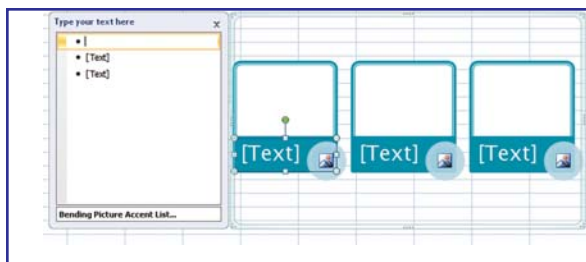 Type your text here
x
[Text]
[Text]
Bending Picture Accent List...
[Text]
[Text]
[Text]